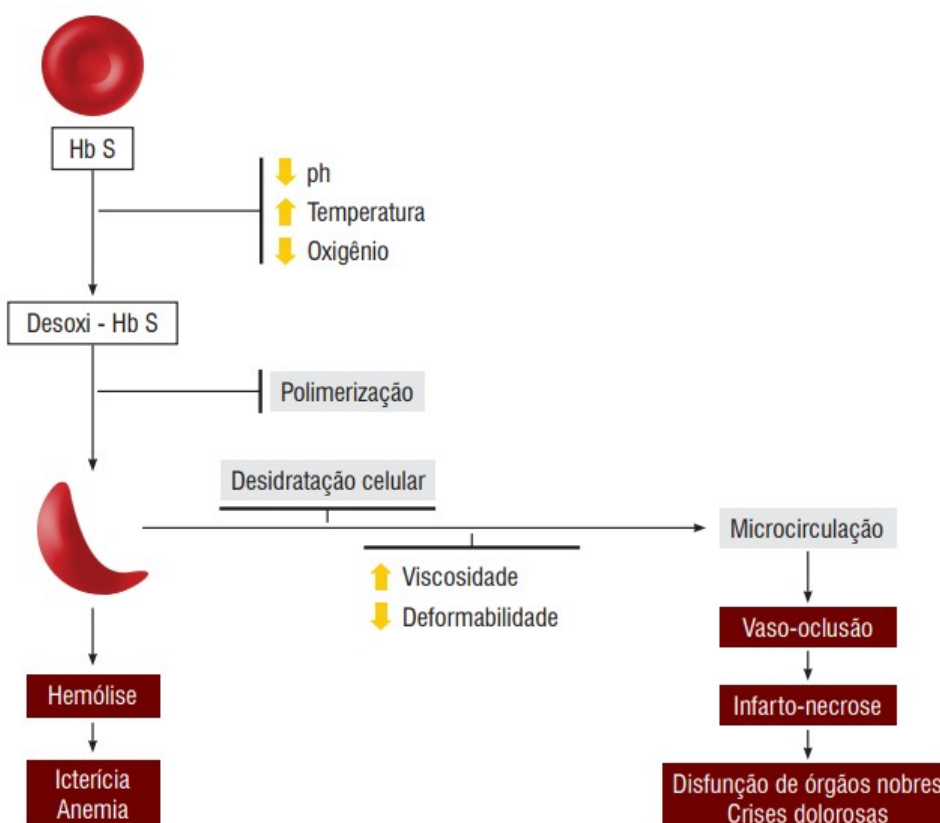 Hb S
ph
Temperatura
Oxigênio
Desoxi - Hb S
Polimerização
Desidratação celular
Microcirculação
Viscosidade
Deformabilidade
Vaso-oclusão
Hemólise
Infarto-necrose
Icterícia
Anemia
Disfunção de órgãos nobres
Crises dolorosas